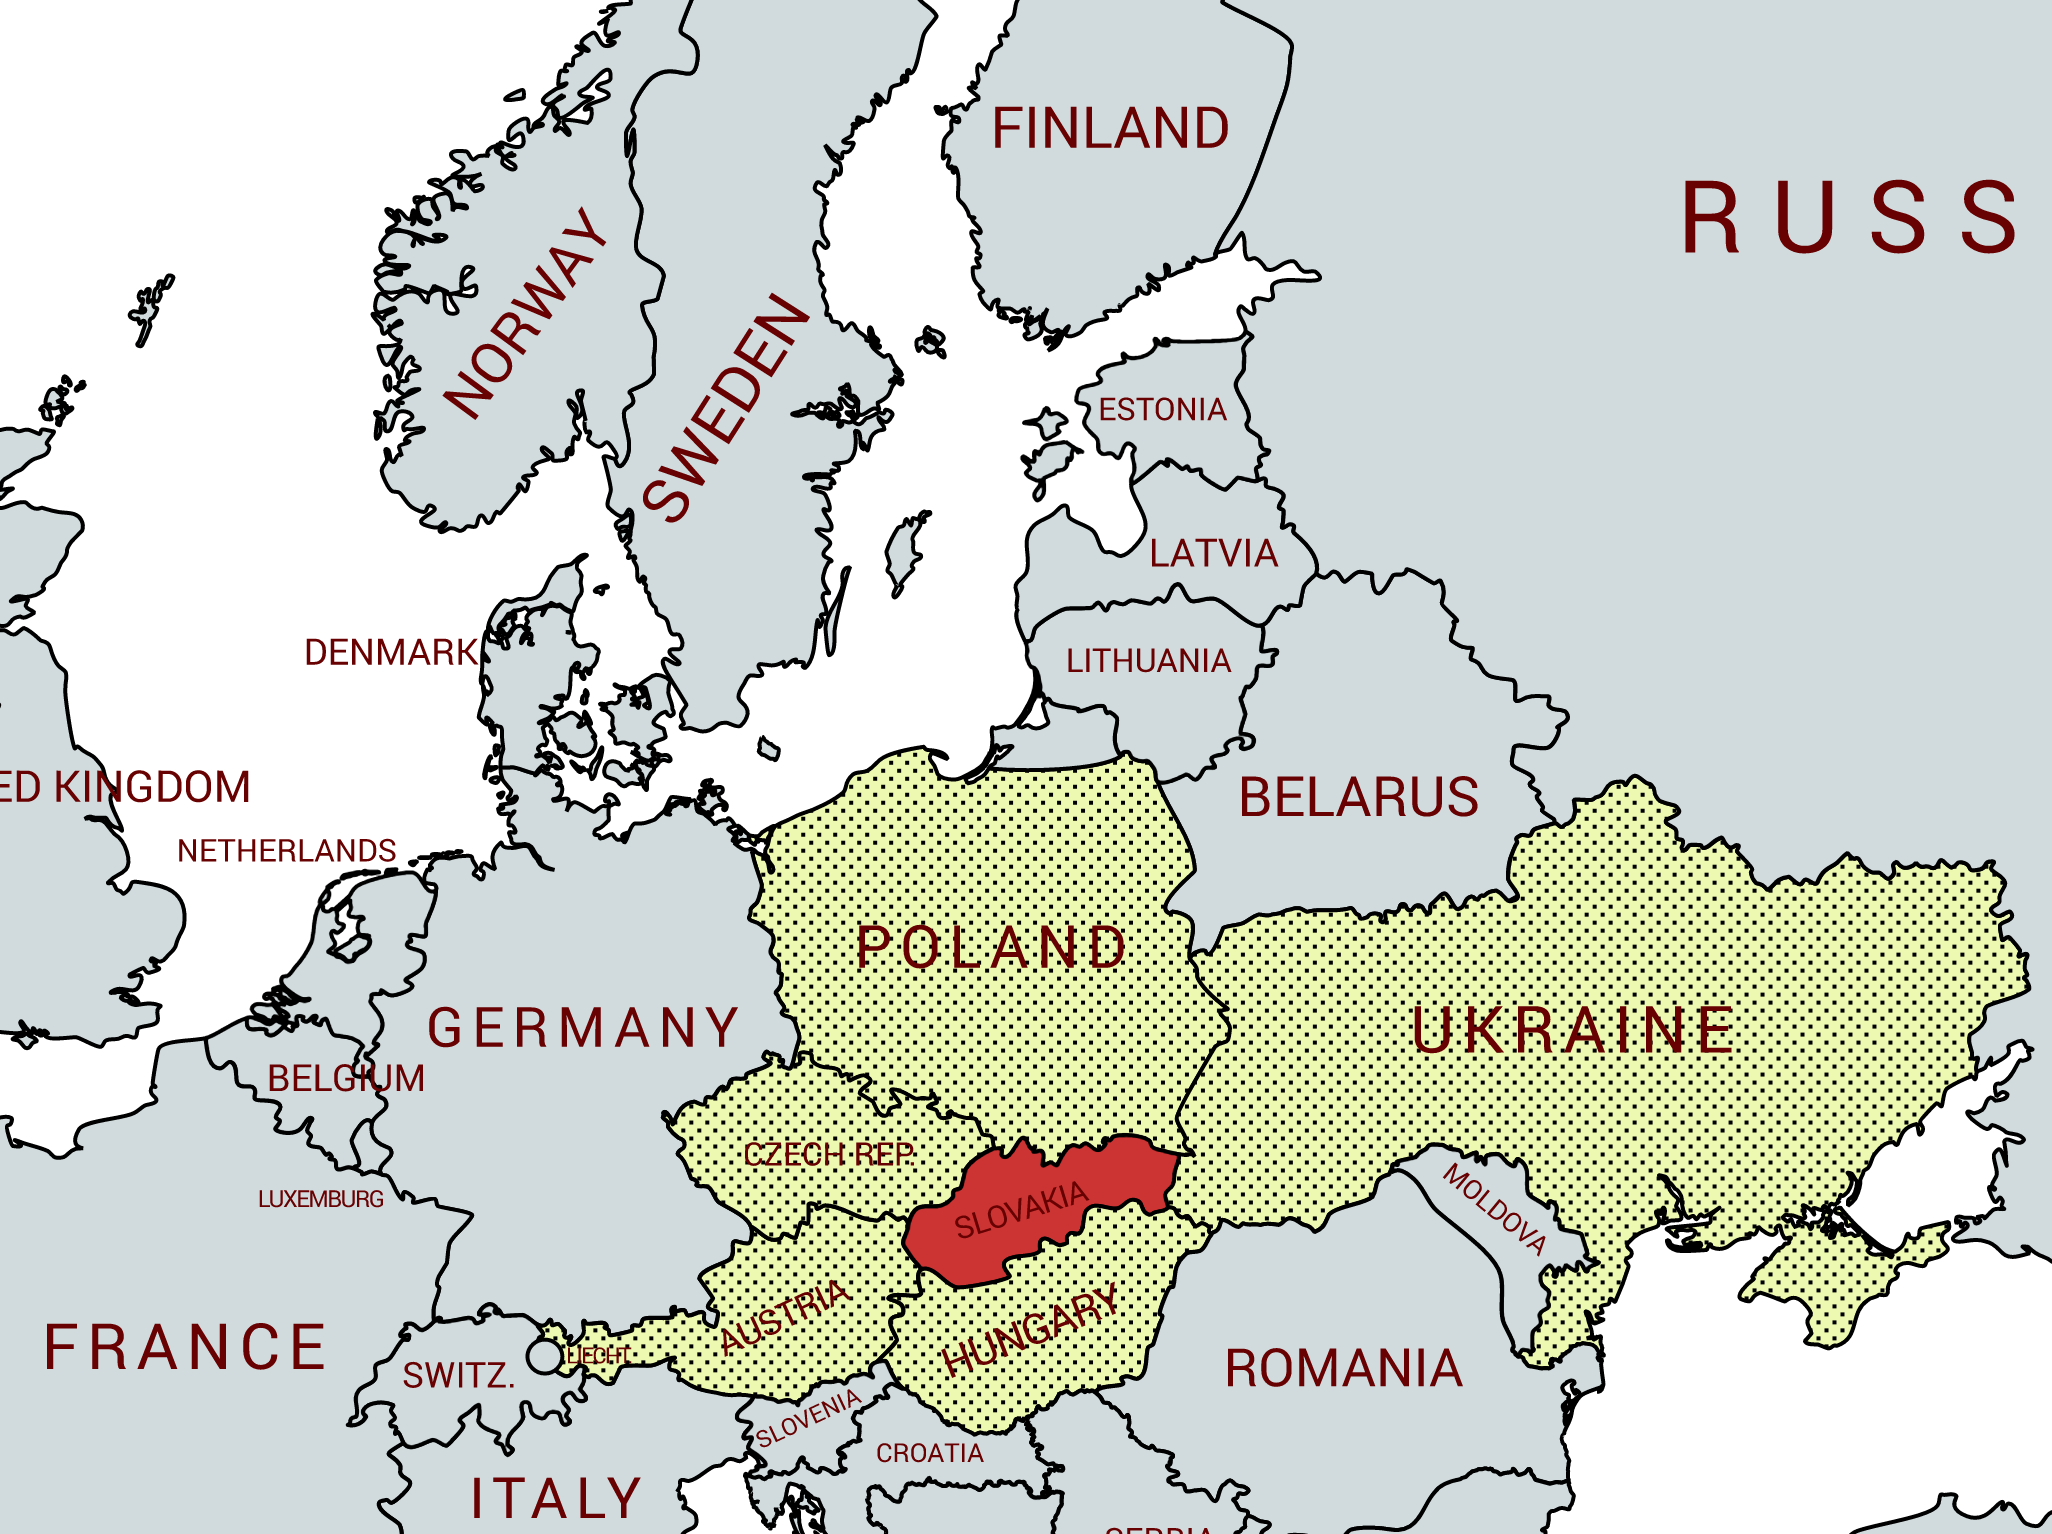 FINLAND
RUSS
NORWAY
SWEDEN
ESTONIA
LATVIA
DENMARK
LITHUANIA
ED KINGDOM
BELARUS
NETHERLANDS
POLAND
GERMANY
UKRAINE
BELGIUM
CZECH REP.
LUXEMBURG
SLOVAKIA
MOLDOVA
AUSTRIA
HUNGARY
FRANCE
LIECHT.
SWITZ.
ROMANIA
SLOVENIA
CROATIA
ITALY
SERBIA